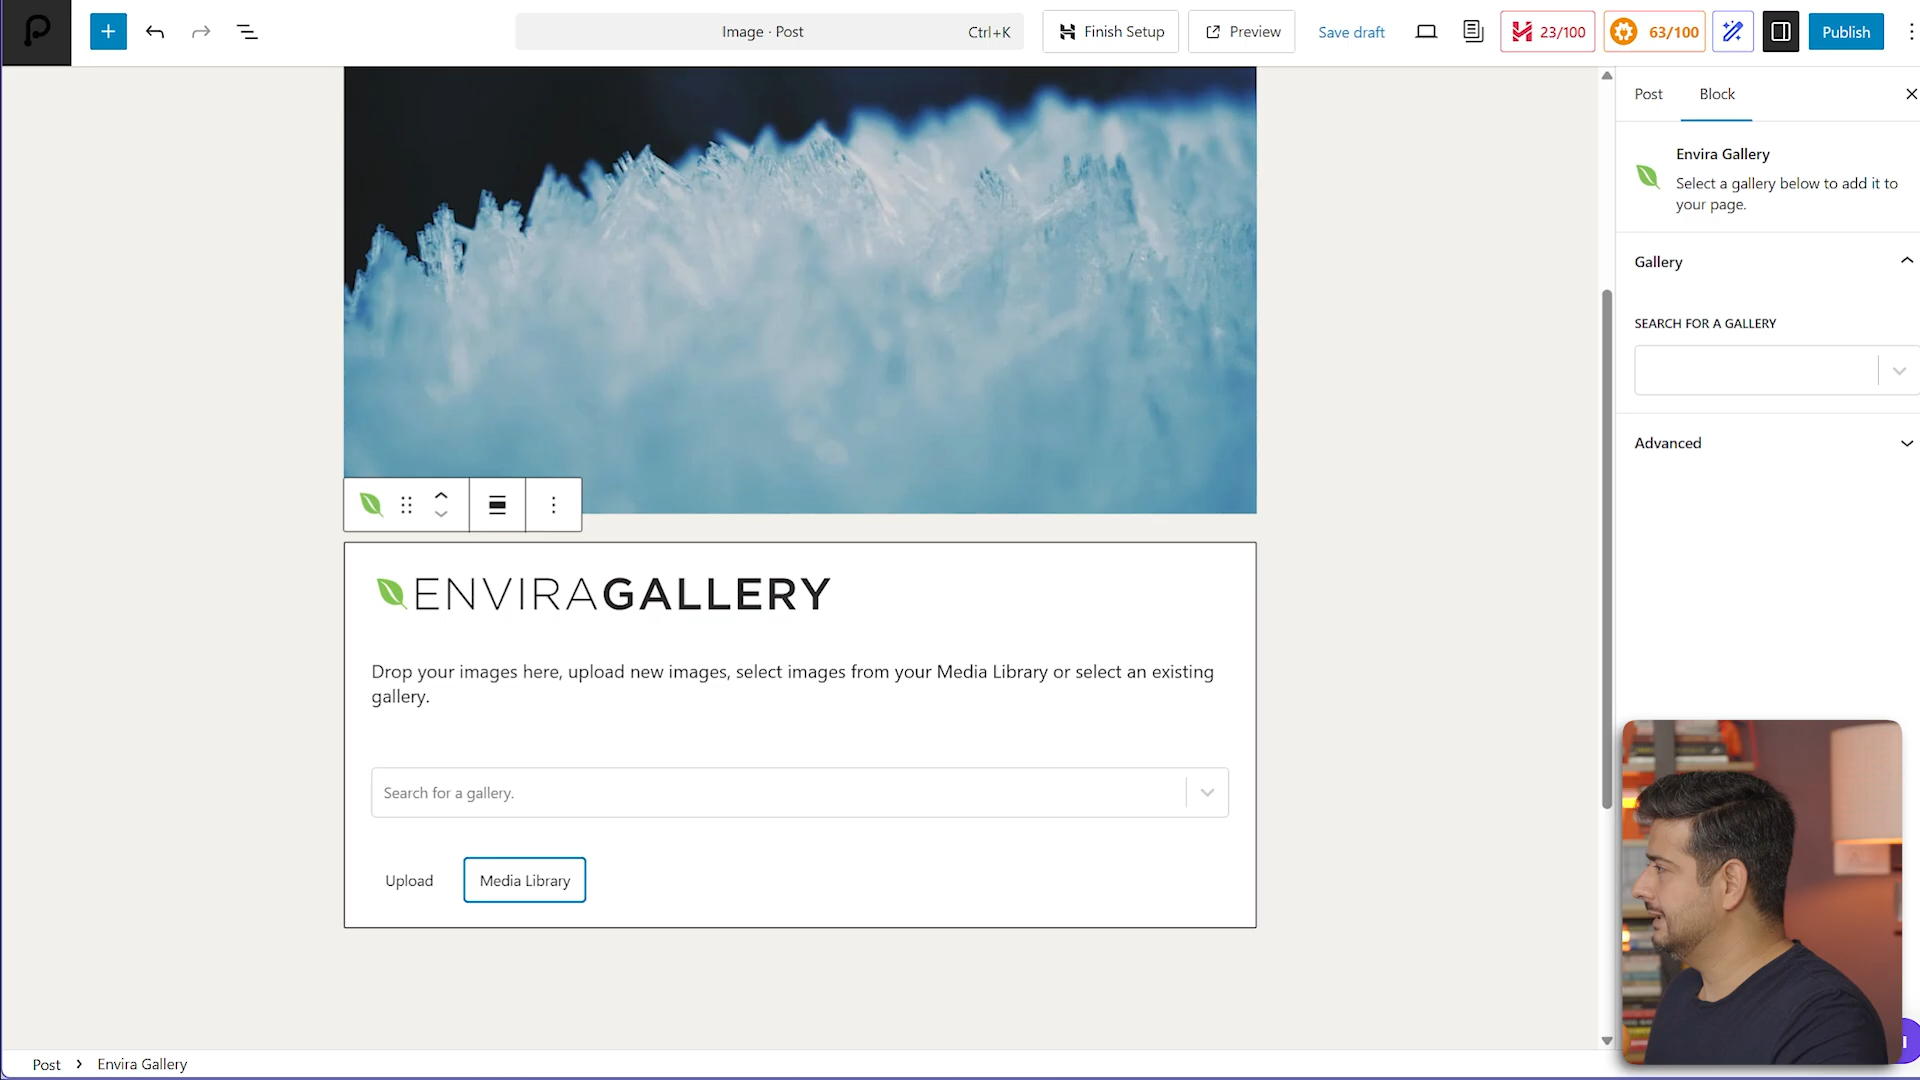 Image · Post
Ctrl+K
Finish Setup
Preview
Save draft
23/100
63/100
Publish
Post
Block
Envira Gallery
Select a gallery below to add it to
your page.
Gallery
SEARCH FOR A GALLERY
Advanced
ENVIRAGALLERY
Drop your images here, upload new images, select images from your Media Library or select an existing
gallery.
Search for a gallery.
Upload
Media Library
Post
Envira Gallery